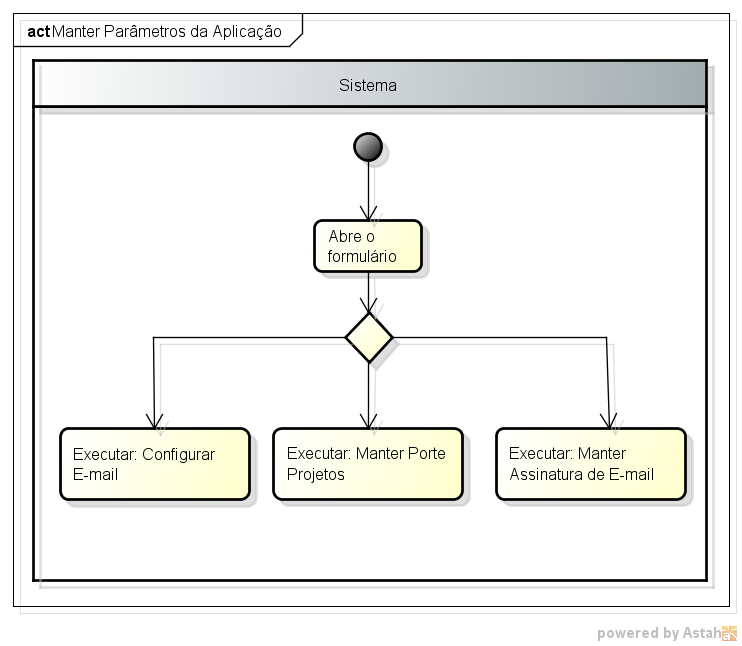 act Manter Parâmetros da Aplicação
Sistema
Abre o
formulário
Executar: Configurar
E-mail
Executar: Manter Porte
Projetos
Executar: Manter
Assinatura de E-mail
powered by Astah